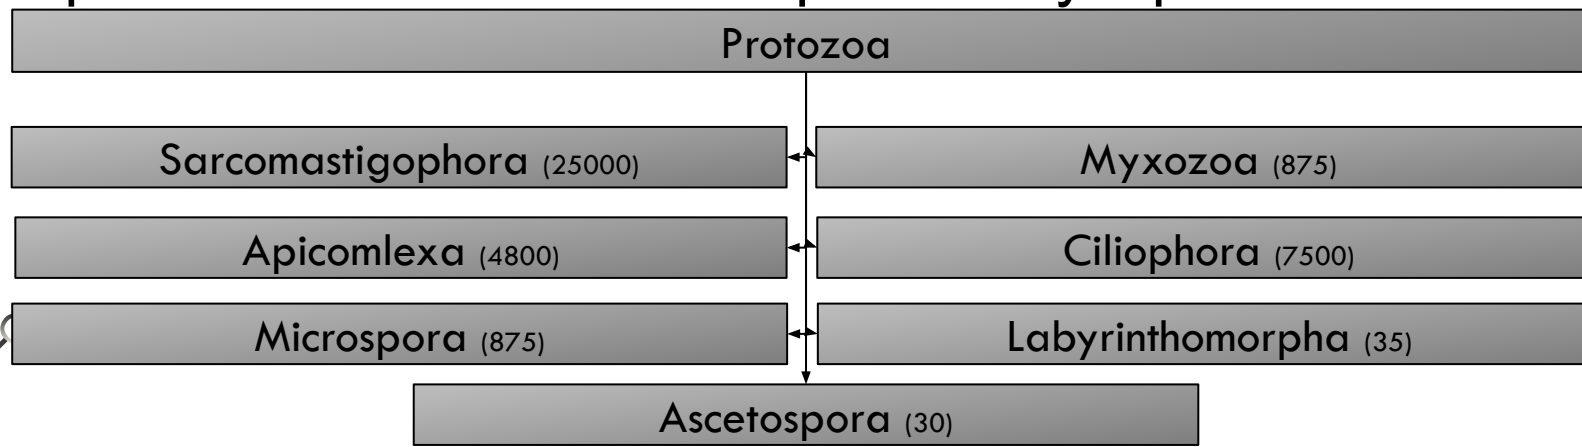 Protozoa
Sarcomastigophora (25000)
Myxozoa (875)
Apicomlexa (4800)
Ciliophora (7500)
Microspora (875)
Labyrinthomorpha (35)
Ascetospora (30)